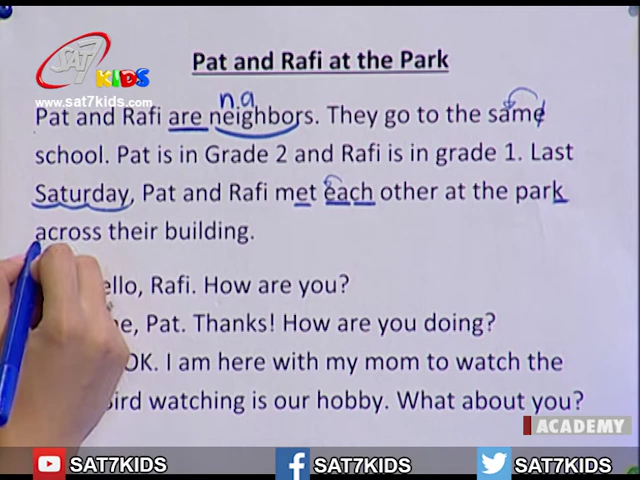 SAT7
KIDS
www.sat7kids.com
Pat and Rafi at the Park
n.a
Pat and Rafi are neighbors. They go to the same
school. Pat is in Grade 2 and Rafi is in grade 1. Last
Saturday, Pat and Rafi met each other at the park
across their building.
ello, Rafi. How are you?
e, Pat. Thanks! How are you doing?
OK. I am here with my mom to watch the
ird watching is our hobby. What about you?
ACADEMY
SAT7KIDS SAT7KIDS SAT7KIDS